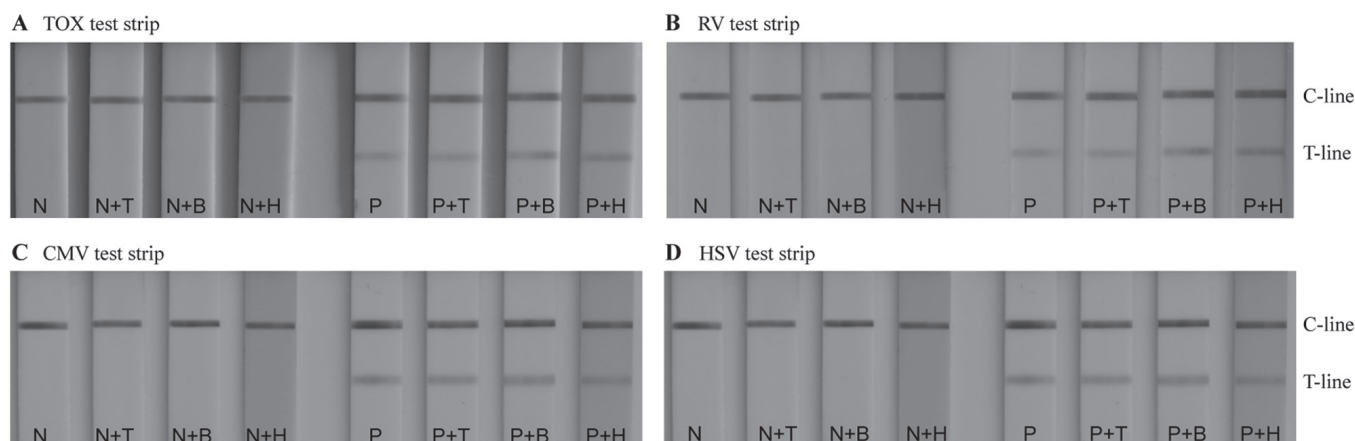 A TOX test strip
N N+T N+B N+H P P+T P+B P+H
B RV test strip
N N+T N+B N+H P P+T P+B P+H
C-line
T-line
C CMV test strip
N N+T N+B N+H P P+T P+B P+H
D HSV test strip
N N+T N+B N+H P P+T P+B P+H
C-line
T-line